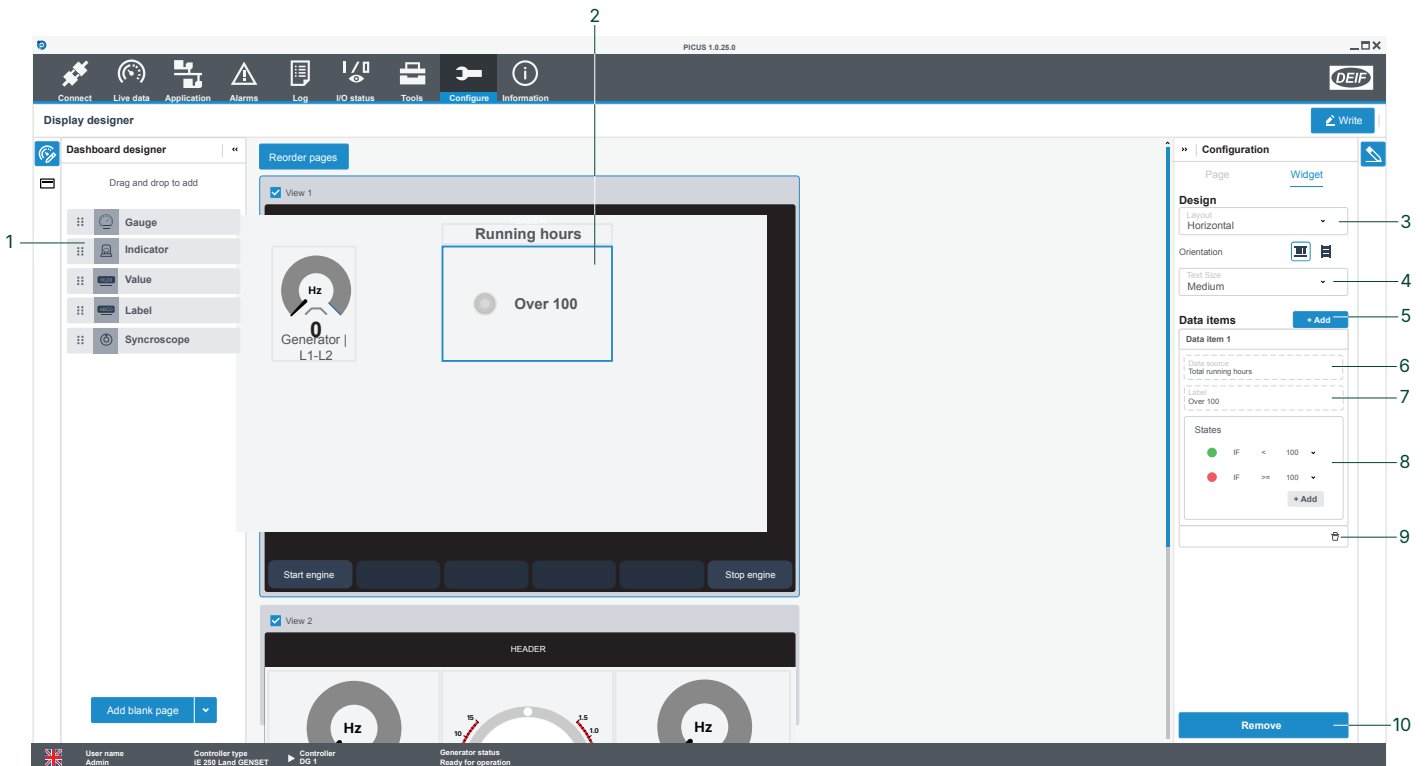 2
PICUS 1.0.25.0
Connect
Live data
Application
Alarms
Log
I/O status
Tools
Configure
Information
DEIF
Display designer
Write
Dashboard designer
Drag and drop to add
1
Gauge
Indicator
Value
Label
Syncroscope
Add blank page
Reorder pages
View 1
Running hours
Hz
0
Generator |
L1-L2
Over 100
Start engine
Stop engine
View 2
HEADER
Hz
15
10
1.5
1.0
Hz
Configuration
Page
Widget
Design
Layout
Horizontal
3
Orientation
Text Size
Medium
4
Data items
+ Add
5
Data item 1
Data source
Total running hours
6
Label
Over 100
7
States
IF < 100
8
IF >= 100
+ Add
9
Remove
10
User name
Admin
Controller type
iE 250 Land GENSET
Controller
DG 1
Generator status
Ready for operation